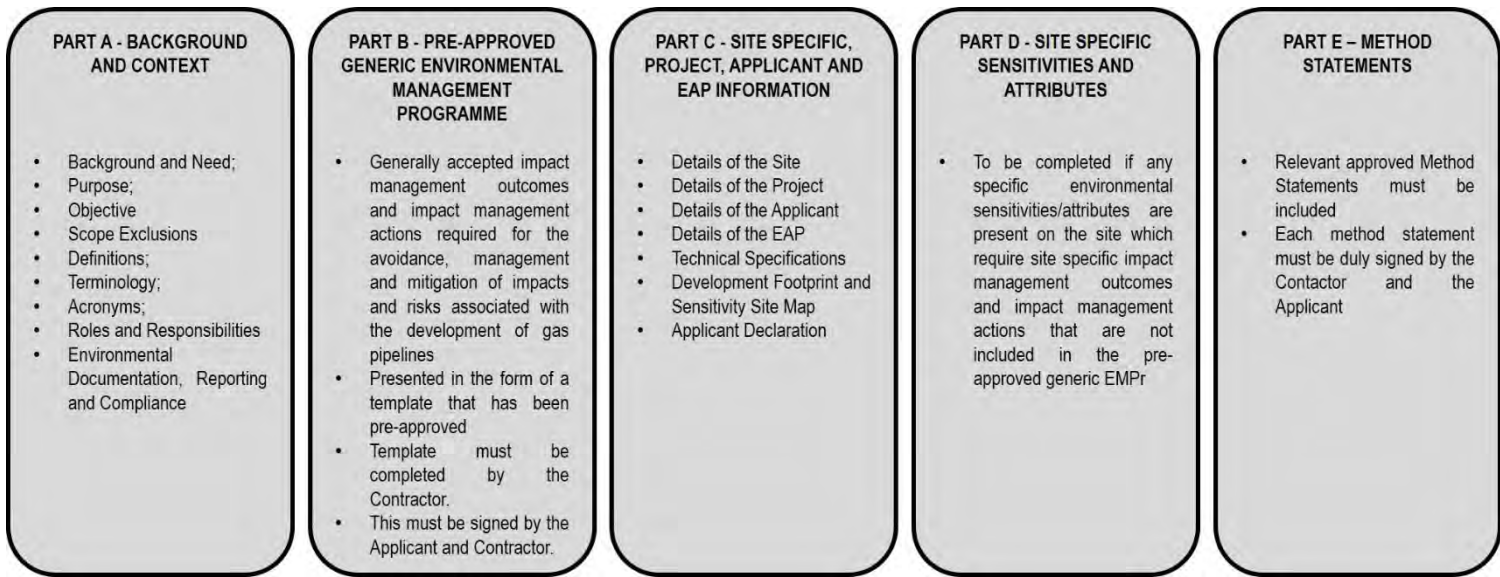 PART A - BACKGROUND
AND CONTEXT
• Background and Need;
• Purpose;
• Objective
• Scope Exclusions
• Definitions;
• Terminology;
• Acronyms;
• Roles and Responsibilities
• Environmental
Documentation, Reporting
and Compliance
PART B - PRE-APPROVED
GENERIC ENVIRONMENTAL
MANAGEMENT
PROGRAMME
• Generally accepted impact
management outcomes
and impact management
actions required for the
avoidance, management
and mitigation of impacts
and risks associated with
the development of gas
pipelines
• Presented in the form of a
template that has been
pre-approved
• Template must be
completed by the
Contractor.
• This must be signed by the
Applicant and Contractor.
PART C - SITE SPECIFIC,
PROJECT, APPLICANT AND
EAP INFORMATION
• Details of the Site
• Details of the Project
• Details of the Applicant
• Details of the EAP
• Technical Specifications
• Development Footprint and
Sensitivity Site Map
• Applicant Declaration
PART D - SITE SPECIFIC
SENSITIVITIES AND
ATTRIBUTES
• To be completed if any
specific environmental
sensitivities/attributes are
present on the site which
require site specific impact
management outcomes
and impact management
actions that are not
included in the pre-
approved generic EMPr
PART E – METHOD
STATEMENTS
• Relevant approved Method
Statements must be
included
• Each method statement
must be duly signed by the
Contactor and the
Applicant